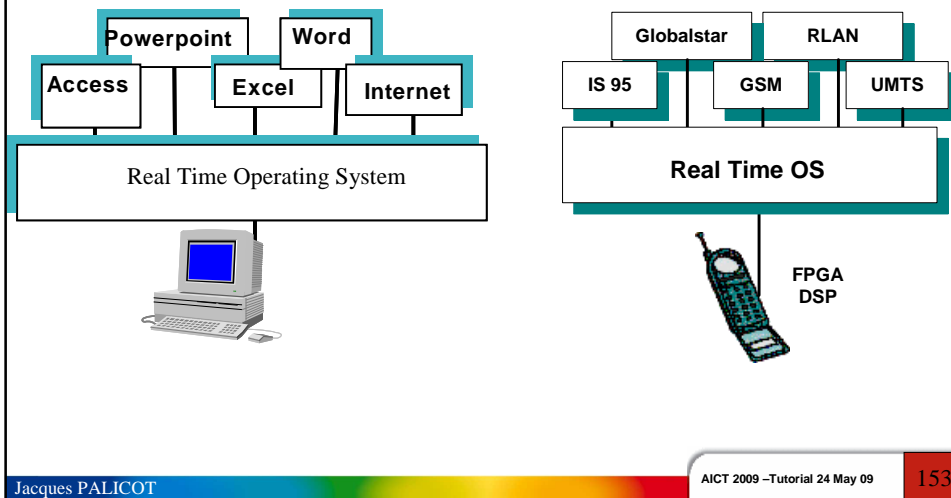 Powerpoint
Word
Access
Excel
Internet
Real Time Operating System
Globalstar
RLAN
IS 95
GSM
UMTS
Real Time OS
FPGA
DSP
Jacques PALICOT
AICT 2009 –Tutorial 24 May 09
153